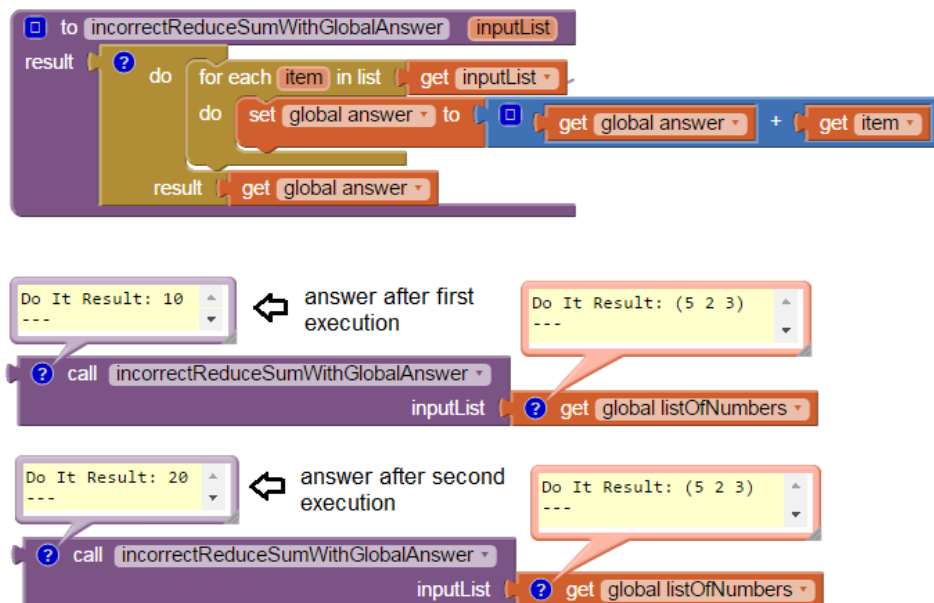 to incorrectReduceSumWithGlobalAnswer inputList
result ? do for each item in list get inputList
do set global answer to get global answer + get item
result get global answer
Do It Result: 10
---
answer after first
execution
Do It Result: (5 2 3)
---
? call incorrectReduceSumWithGlobalAnswer
inputList ? get global listOfNumbers
Do It Result: 20
---
answer after second
execution
Do It Result: (5 2 3)
---
? call incorrectReduceSumWithGlobalAnswer
inputList ? get global listOfNumbers